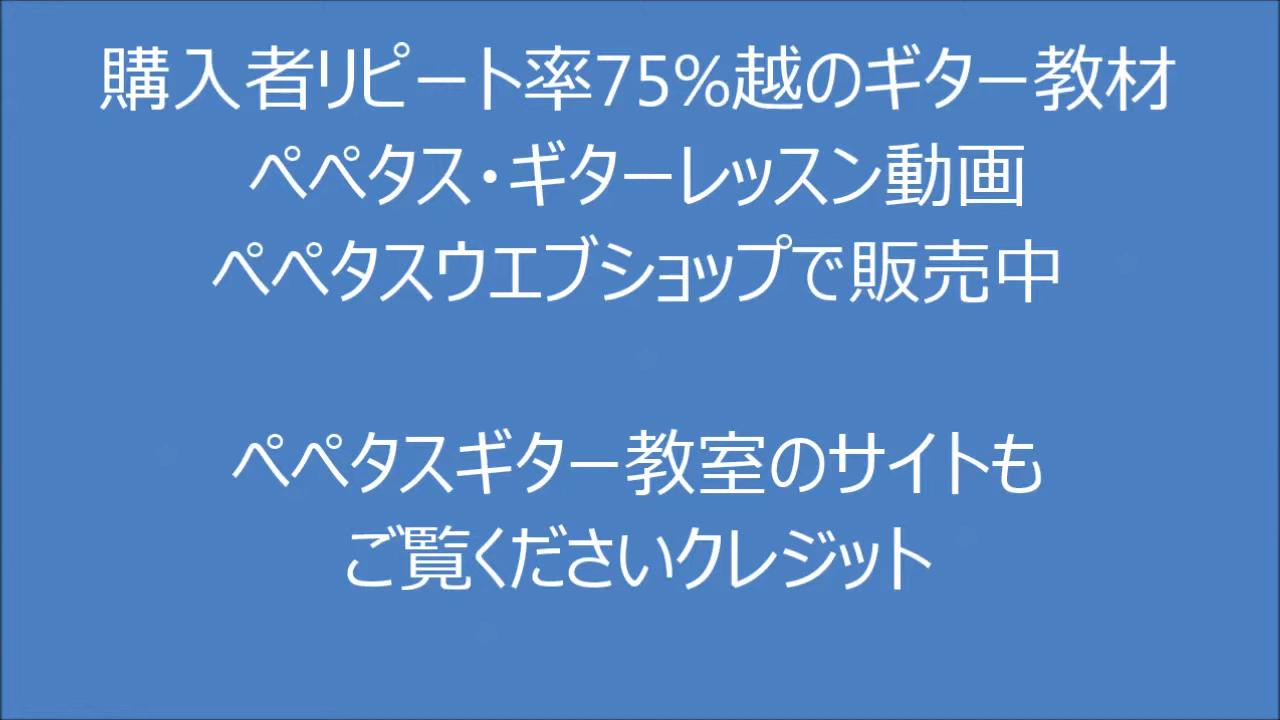 購入者リピート率75%越のギター教材
ペペタス・ギターレッスン動画
ペペタスウエブショップで販売中
ペペタスギター教室のサイトも
ご覧くださいクレジット